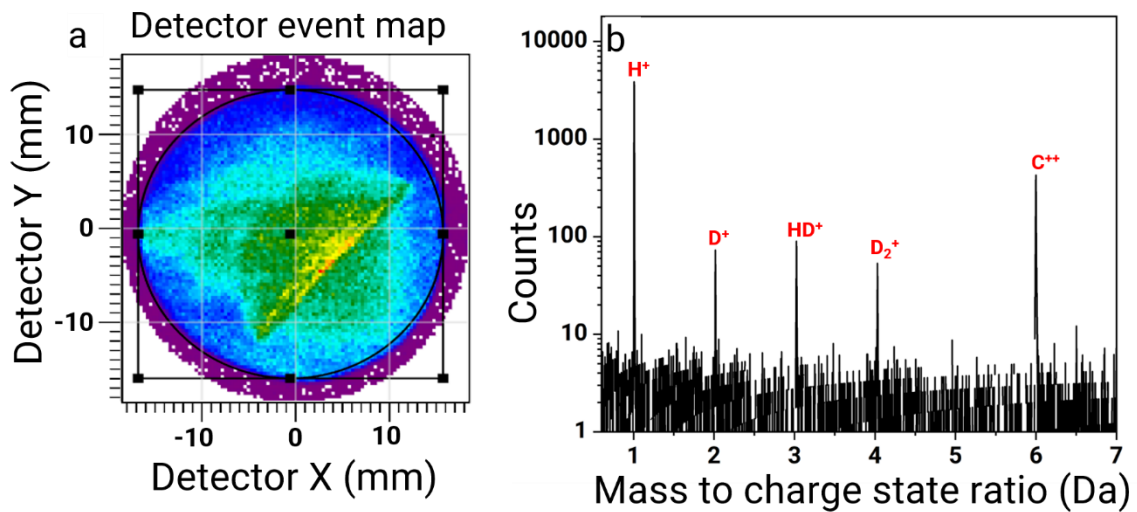 a
Detector event map
Detector Y (mm)
10
0
-10
-10
0
10
Detector X (mm)
b
10000
1000
100
10
1
Counts
H⁺
D⁺
HD⁺
D₂⁺
C⁺⁺
1
2
3
4
5
6
7
Mass to charge state ratio (Da)